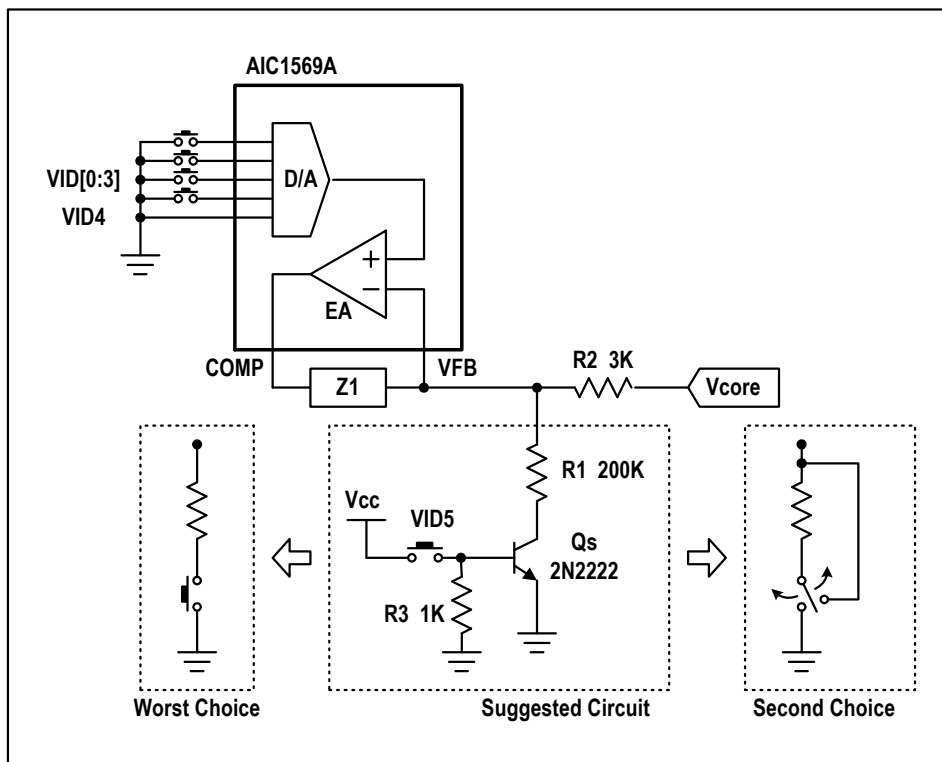 AIC1569A
D/A
VID[0:3]
VID4
+
−
EA
COMP
VFB
Z1
R2 3K
Vcore
R1 200K
Vcc
VID5
Qs
2N2222
R3 1K
Worst Choice
Suggested Circuit
Second Choice